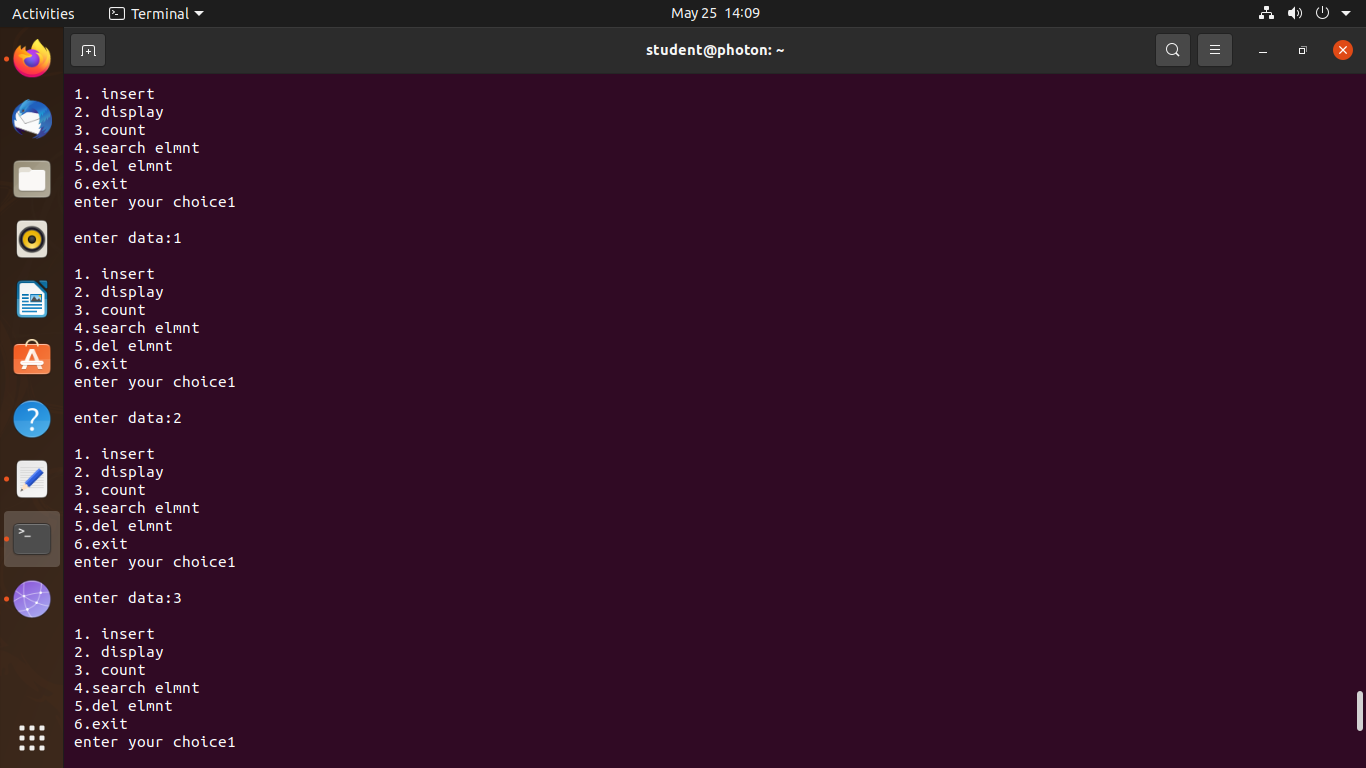 Activities
Terminal
May 25 14:09
student@photon: ~
1. insert
2. display
3. count
4.search elmnt
5.del elmnt
6.exit
enter your choice1
enter data:1
1. insert
2. display
3. count
4.search elmnt
5.del elmnt
6.exit
enter your choice1
enter data:2
1. insert
2. display
3. count
4.search elmnt
5.del elmnt
6.exit
enter your choice1
enter data:3
1. insert
2. display
3. count
4.search elmnt
5.del elmnt
6.exit
enter your choice1